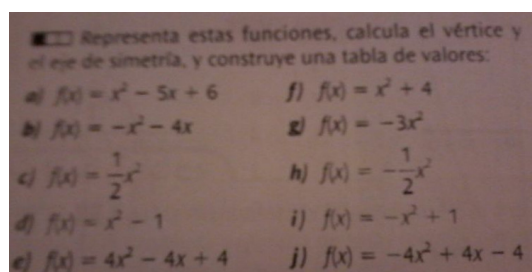 Representa estas funciones, calcula el vértice y
el eje de simetría, y construye una tabla de valores:
a) f(x) = x² − 5x + 6
b) f(x) = −x² − 4x
c) f(x) = 1/2 x²
d) f(x) = x² − 1
e) f(x) = 4x² − 4x + 4
f) f(x) = x² + 4
g) f(x) = −3x²
h) f(x) = −1/2 x²
i) f(x) = −x² + 1
j) f(x) = −4x² + 4x − 4